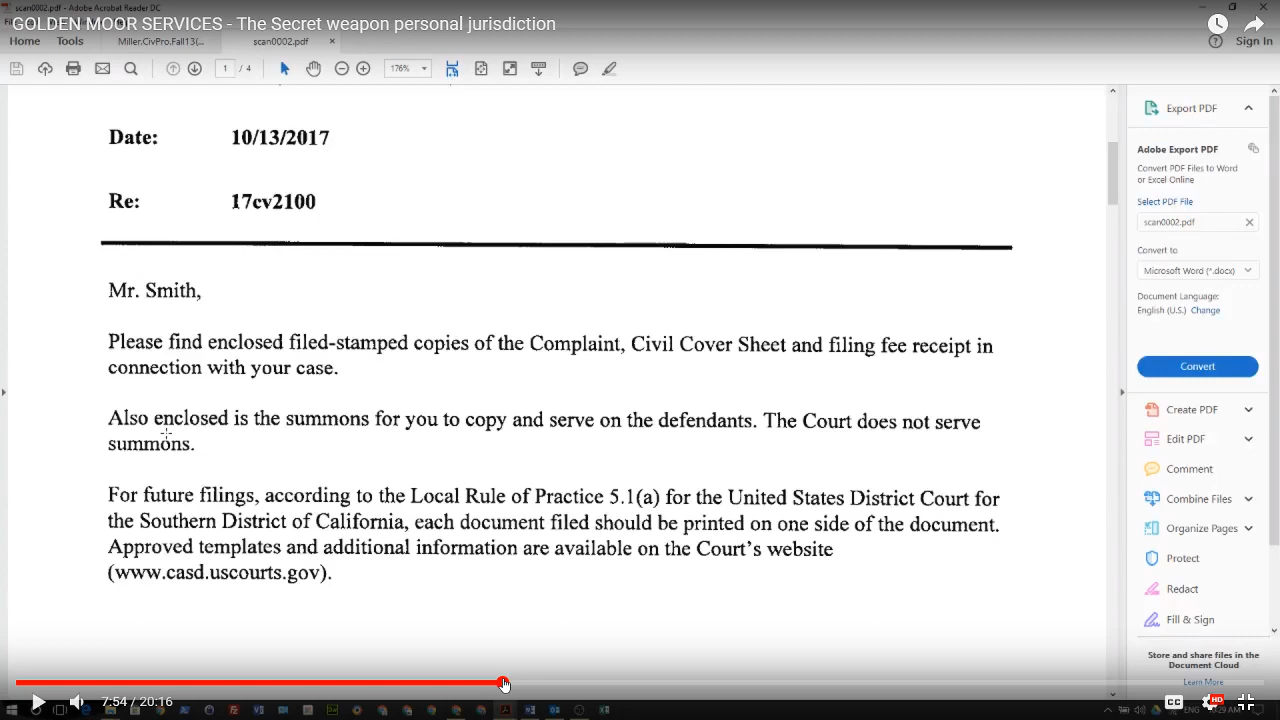 scan0002.pdf - Adobe Acrobat Reader DC
GOLDEN MOOR SERVICES - The Secret weapon personal jurisdiction
Home Tools Miller.CivPro.Fall13(... scan0002.pdf × Sign In
1 / 4 176%
Date: 10/13/2017
Re: 17cv2100
Mr. Smith,
Please find enclosed filed-stamped copies of the Complaint, Civil Cover Sheet and filing fee receipt in
connection with your case.
Also enclosed is the summons for you to copy and serve on the defendants. The Court does not serve
summons.
For future filings, according to the Local Rule of Practice 5.1(a) for the United States District Court for
the Southern District of California, each document filed should be printed on one side of the document.
Approved templates and additional information are available on the Court's website
(www.casd.uscourts.gov).
Export PDF
Adobe Export PDF
Convert PDF Files to Word
or Excel Online
Select PDF File
scan0002.pdf
Convert to
Microsoft Word (*.docx)
Document Language:
English (U.S.) Change
Convert
Create PDF
Edit PDF
Comment
Combine Files
Organize Pages
Protect
Redact
Fill & Sign
Store and share files in the
Document Cloud
Learn More
7:54 / 20:16
CC HD
ENG